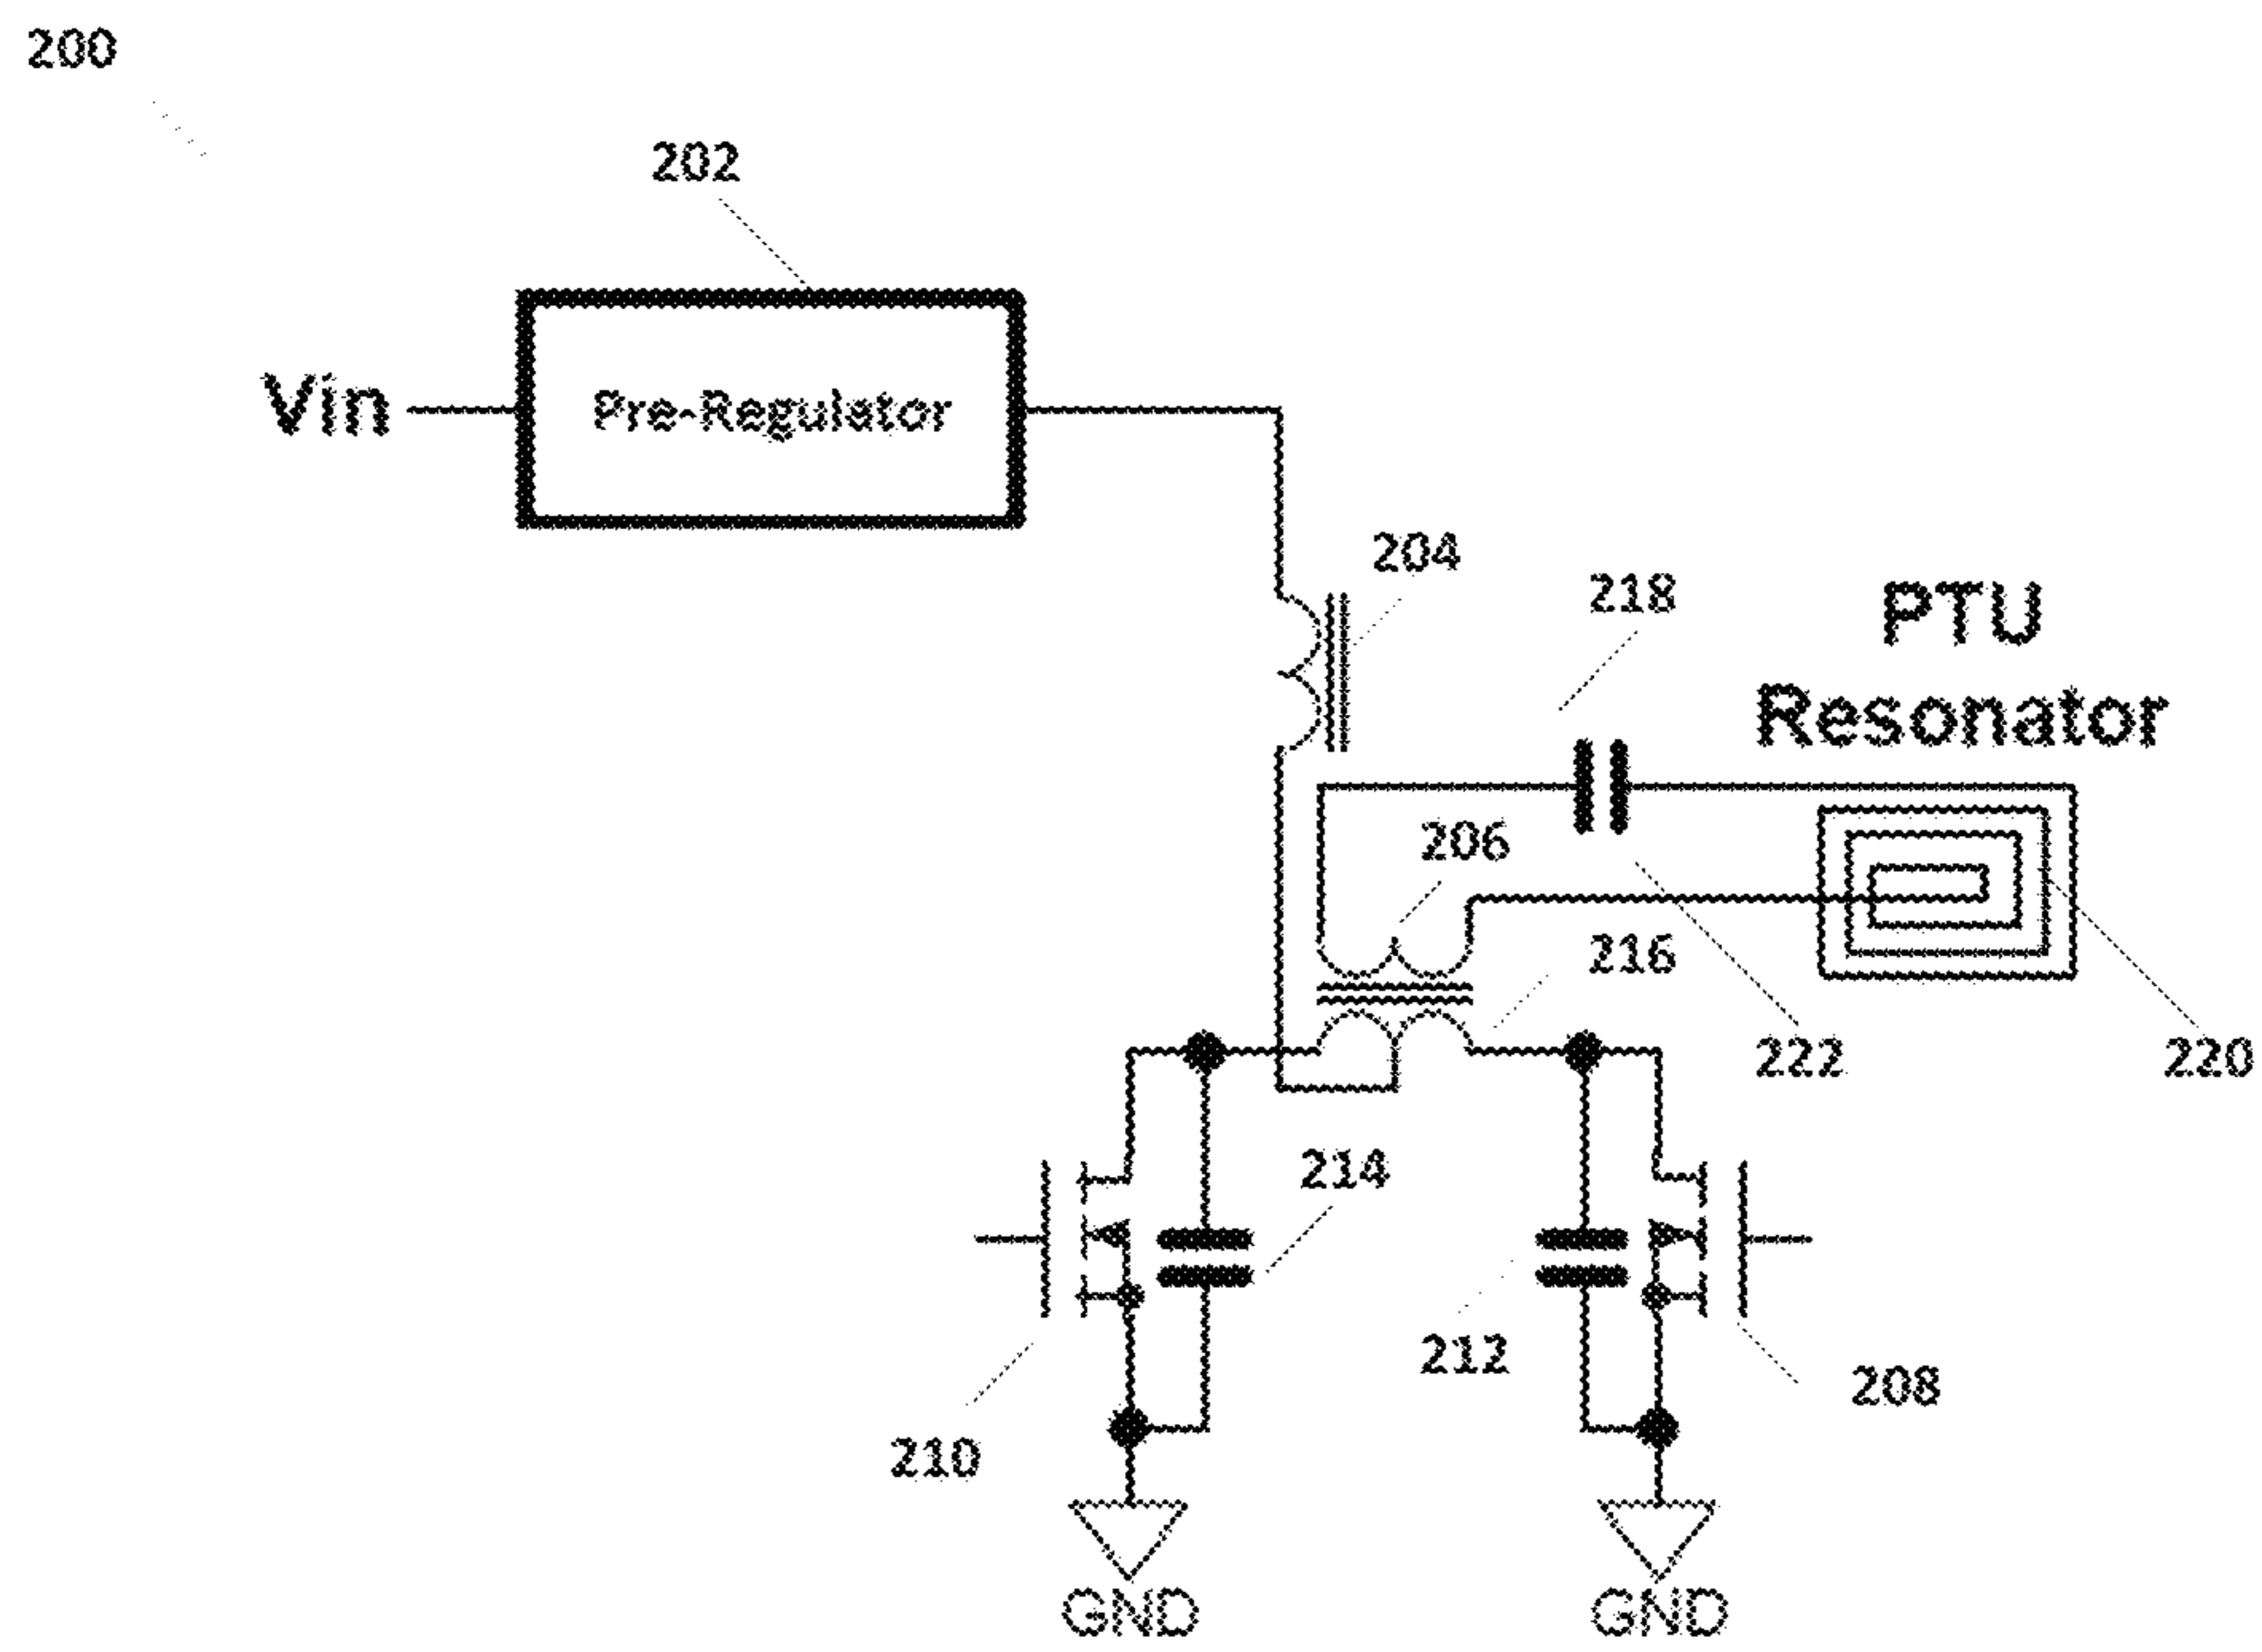 200
202
Vin
Pre-Regulator
204
218
PTU
Resonator
206
216
222
220
214
212
208
210
GND
GND